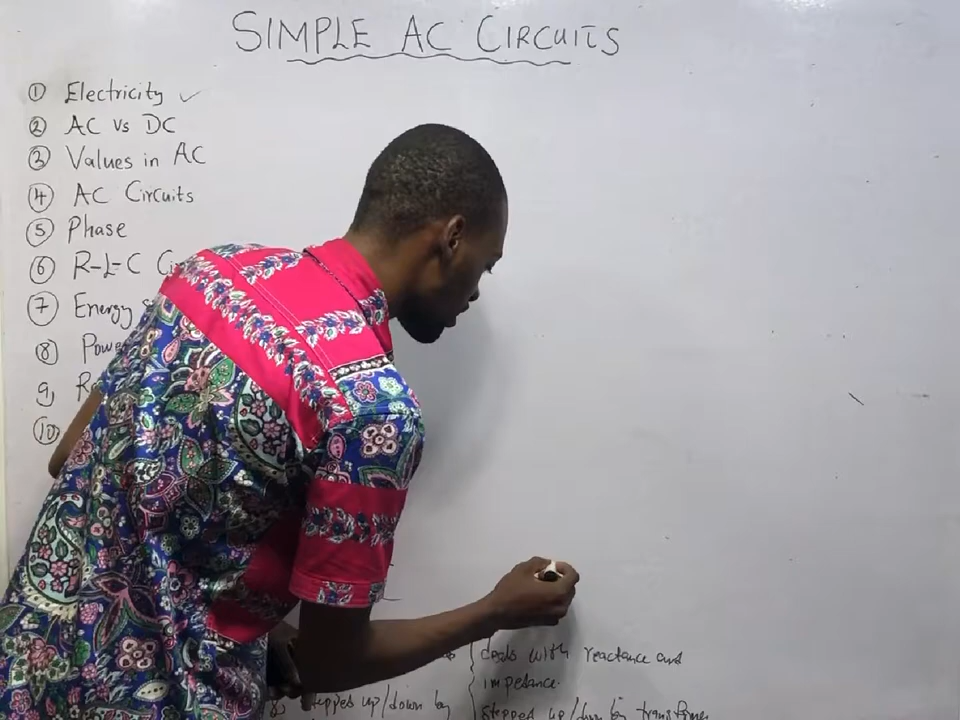 SIMPLE AC CIRCUITS
① Electricity ✓
② AC vs DC
③ Values in AC
④ AC Circuits
⑤ Phase
⑥ R-L-C
⑦ Energy
⑧
9,
⑩
deals with reactance and
impedance.
stepped up/down by
stepped up/down by transformer